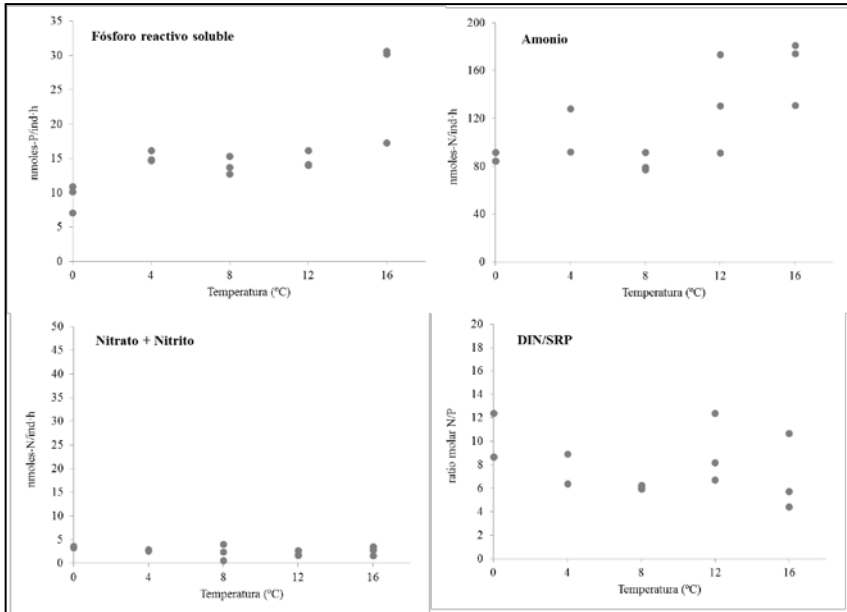 Fósforo reactivo soluble
35
30
25
20
15
10
5
0
nmoles-P/ind·h
0 4 8 12 16
Temperatura (ºC)
Amonio
200
160
120
80
40
0
nmoles-N/ind·h
0 4 8 12 16
Temperatura (ºC)
Nitrato + Nitrito
50
45
40
35
30
25
20
15
10
5
0
nmoles-N/ind·h
0 4 8 12 16
Temperatura (ºC)
DIN/SRP
20
18
16
14
12
10
8
6
4
2
0
ratio molar N/P
0 4 8 12 16
Temperatura (ºC)